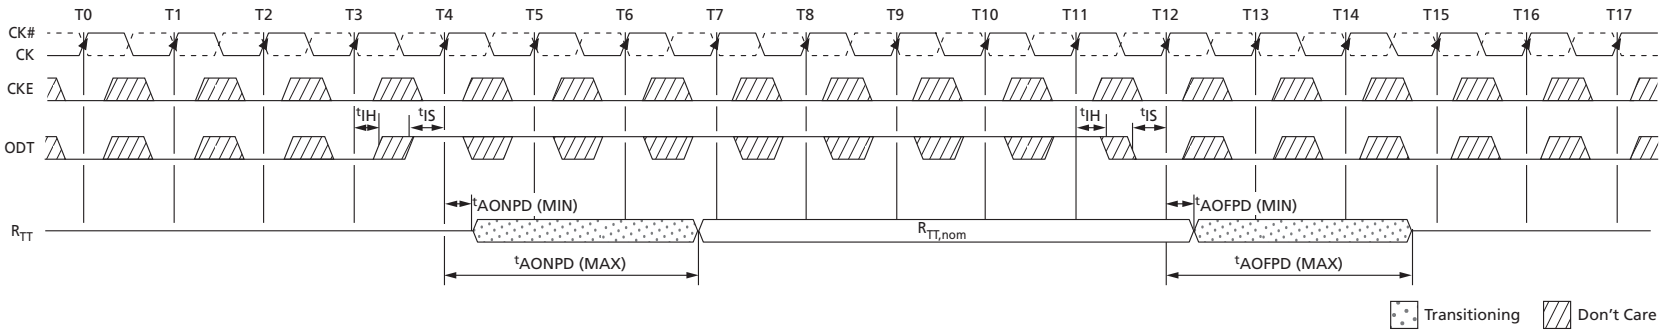 T0 T1 T2 T3 T4 T5 T6 T7 T8 T9 T10 T11 T12 T13 T14 T15 T16 T17
CK#
CK
CKE
tIH tIS tIH tIS
ODT
tAONPD (MIN) tAOFPD (MIN)
RTT RTT,nom
tAONPD (MAX) tAOFPD (MAX)
Transitioning Don't Care